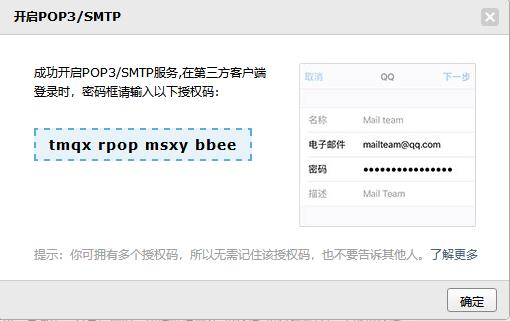 开启POP3/SMTP
成功开启POP3/SMTP服务,在第三方客户端
登录时，密码框请输入以下授权码：
tmqx rpop msxy bbee
取消 QQ 下一步
名称 Mail team
电子邮件 mailteam@qq.com
密码 ●●●●●●●●●●●●●●●●
描述 Mail Team
提示：你可拥有多个授权码，所以无需记住该授权码，也不要告诉其他人。了解更多
确定